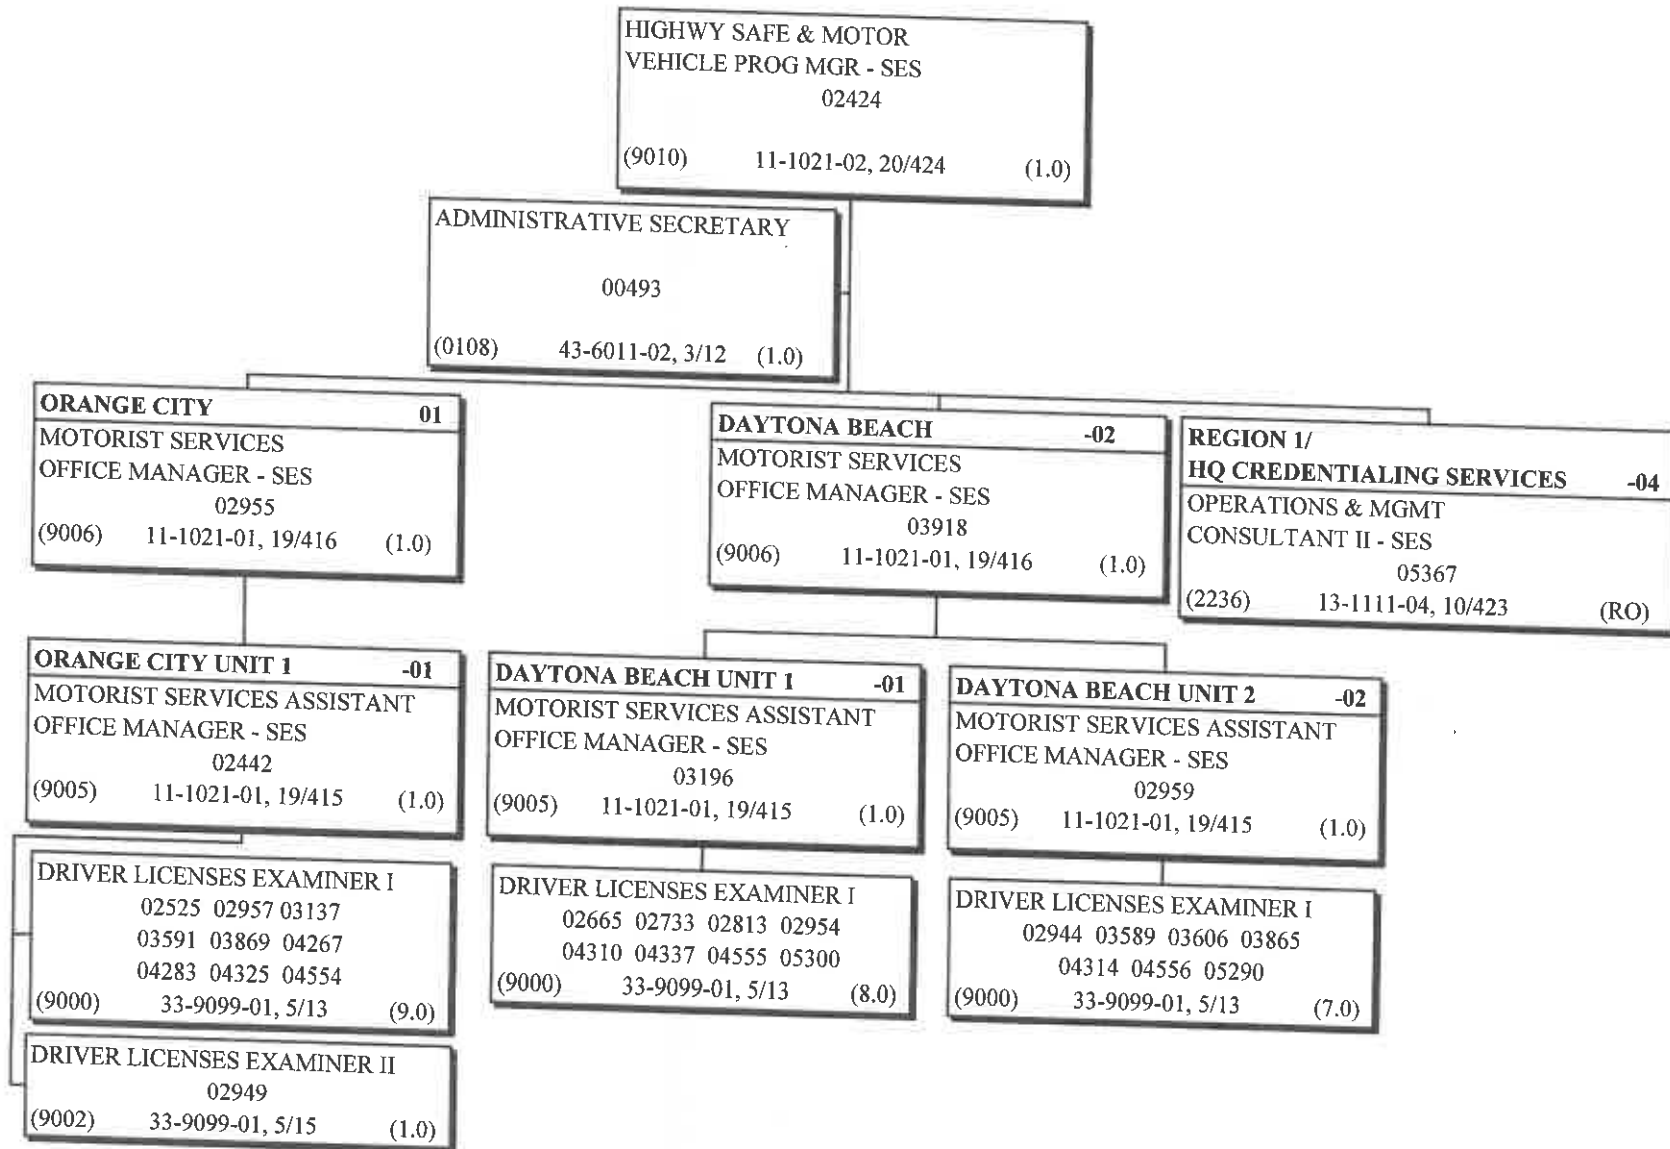 HIGHWY SAFE & MOTOR
VEHICLE PROG MGR - SES
02424
(9010) 11-1021-02, 20/424 (1.0)
ADMINISTRATIVE SECRETARY
00493
(0108) 43-6011-02, 3/12 (1.0)
ORANGE CITY 01
MOTORIST SERVICES
OFFICE MANAGER - SES
02955
(9006) 11-1021-01, 19/416 (1.0)
DAYTONA BEACH -02
MOTORIST SERVICES
OFFICE MANAGER - SES
03918
(9006) 11-1021-01, 19/416 (1.0)
REGION 1/
HQ CREDENTIALING SERVICES -04
OPERATIONS & MGMT
CONSULTANT II - SES
05367
(2236) 13-1111-04, 10/423 (RO)
ORANGE CITY UNIT 1 -01
MOTORIST SERVICES ASSISTANT
OFFICE MANAGER - SES
02442
(9005) 11-1021-01, 19/415 (1.0)
DAYTONA BEACH UNIT 1 -01
MOTORIST SERVICES ASSISTANT
OFFICE MANAGER - SES
03196
(9005) 11-1021-01, 19/415 (1.0)
DAYTONA BEACH UNIT 2 -02
MOTORIST SERVICES ASSISTANT
OFFICE MANAGER - SES
02959
(9005) 11-1021-01, 19/415 (1.0)
DRIVER LICENSES EXAMINER I
02525 02957 03137
03591 03869 04267
04283 04325 04554
(9000) 33-9099-01, 5/13 (9.0)
DRIVER LICENSES EXAMINER I
02665 02733 02813 02954
04310 04337 04555 05300
(9000) 33-9099-01, 5/13 (8.0)
DRIVER LICENSES EXAMINER I
02944 03589 03606 03865
04314 04556 05290
(9000) 33-9099-01, 5/13 (7.0)
DRIVER LICENSES EXAMINER II
02949
(9002) 33-9099-01, 5/15 (1.0)